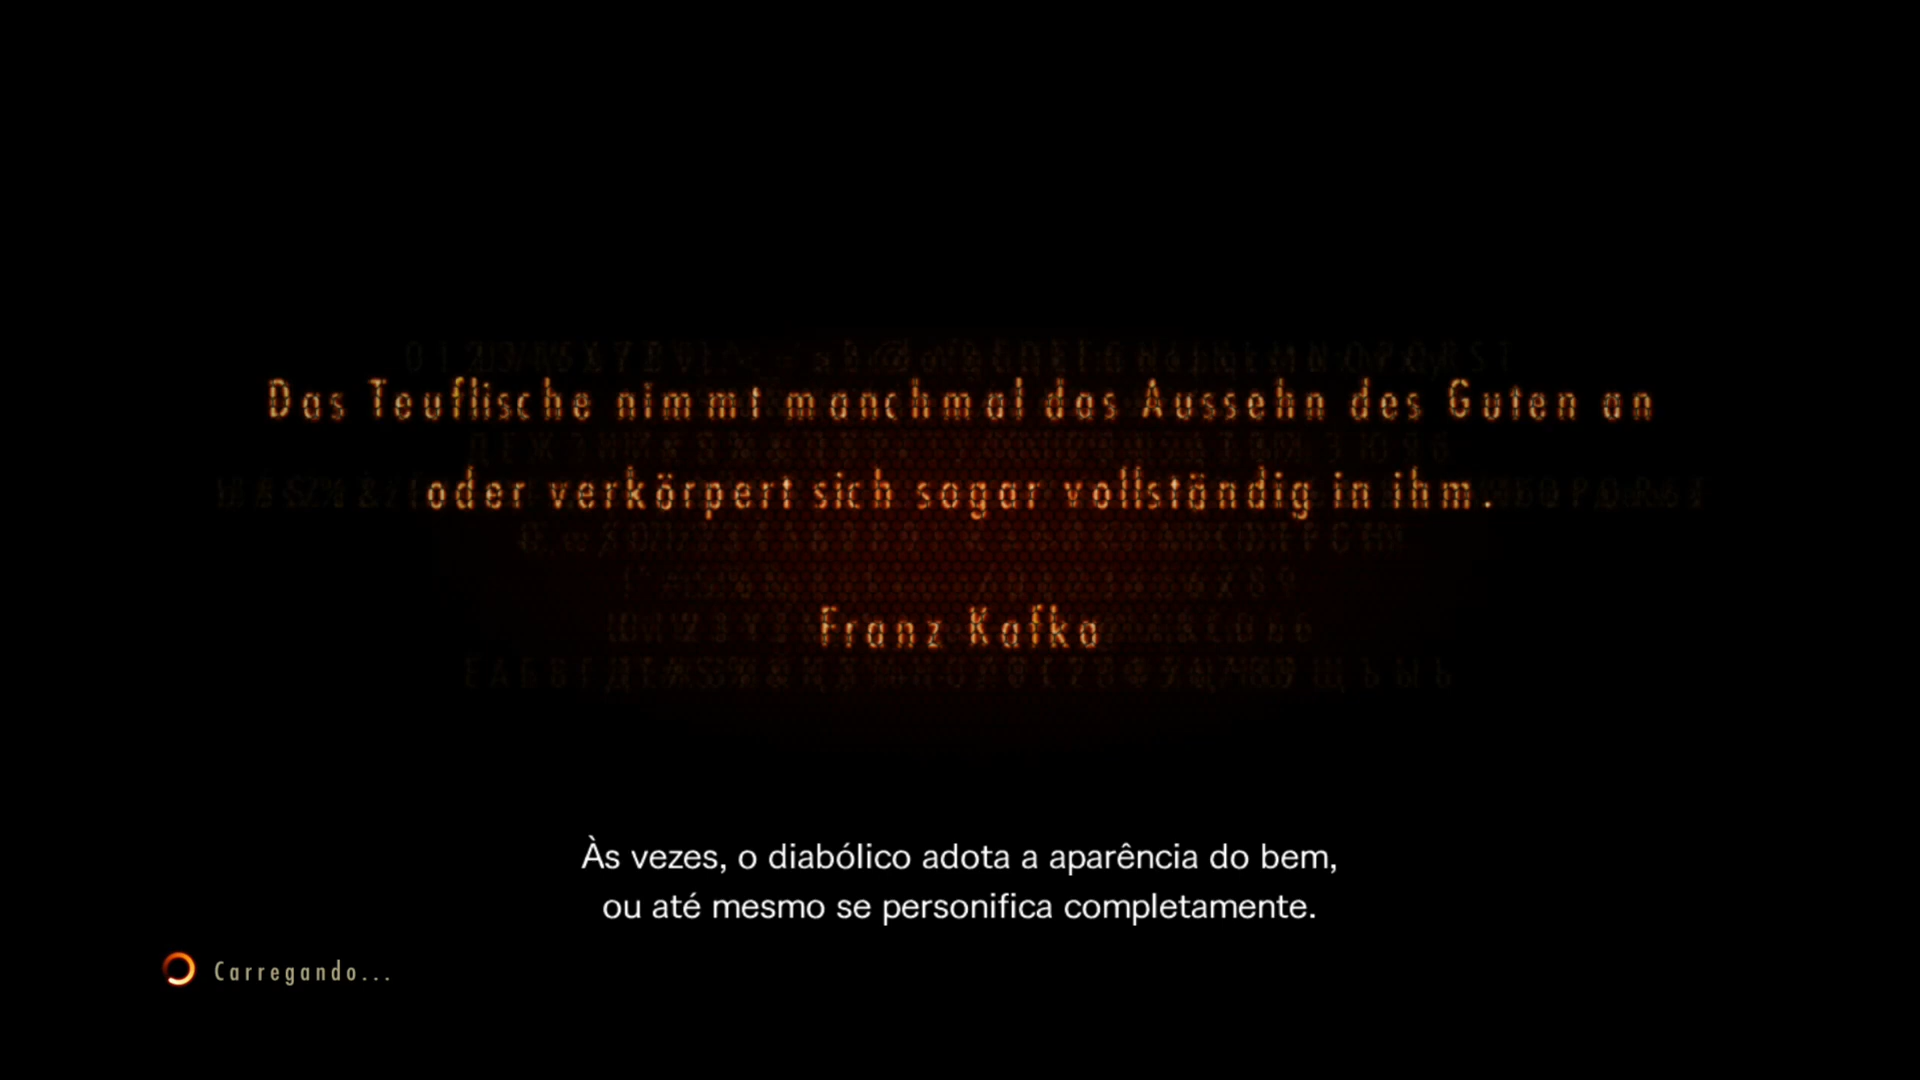 Das Teuflische nimmt manchmal das Aussehn des Guten an
oder verkörpert sich sogar vollständig in ihm.
Franz Kafka
Às vezes, o diabólico adota a aparência do bem,
ou até mesmo se personifica completamente.
Carregando...